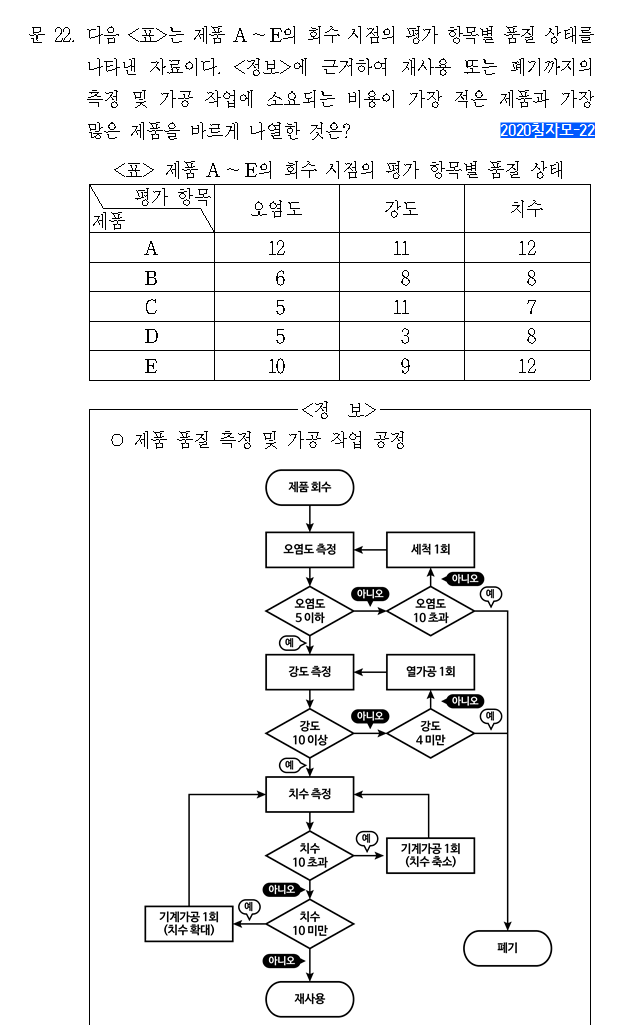 문 22. 다음 <표>는 제품 A ~ E의 회수 시점의 평가 항목별 품질 상태를
나타낸 자료이다. <정보>에 근거하여 재사용 또는 폐기까지의
측정 및 가공 작업에 소요되는 비용이 가장 적은 제품과 가장
많은 제품을 바르게 나열한 것은? 2020침자모-22
<표> 제품 A ~ E의 회수 시점의 평가 항목별 품질 상태
평가 항목 오염도 강도 치수
제품
A 12 11 12
B 6 8 8
C 5 11 7
D 5 3 8
E 10 9 12
<정 보>
○ 제품 품질 측정 및 가공 작업 공정
제품 회수
오염도 측정 세척 1회
아니오
오염도 아니오 오염도 예
5 이하 10 초과
예
강도 측정 열가공 1회
아니오
강도 아니오 강도 예
10 이상 4 미만
예
치수 측정
치수 예 기계가공 1회
10 초과 (치수 축소)
아니오
기계가공 1회 예 치수
(치수 확대) 10 미만
폐기
아니오
재사용